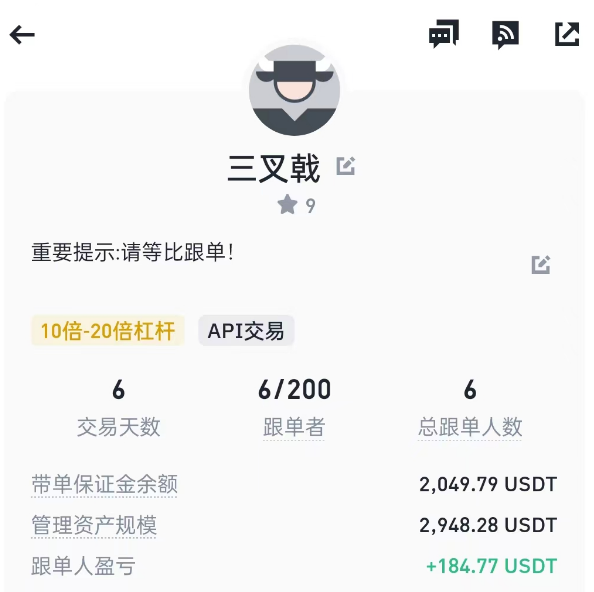 三叉戟
9
重要提示:请等比跟单！
10倍-20倍杠杆 API交易
6 6/200 6
交易天数 跟单者 总跟单人数
带单保证金余额 2,049.79 USDT
管理资产规模 2,948.28 USDT
跟单人盈亏 +184.77 USDT